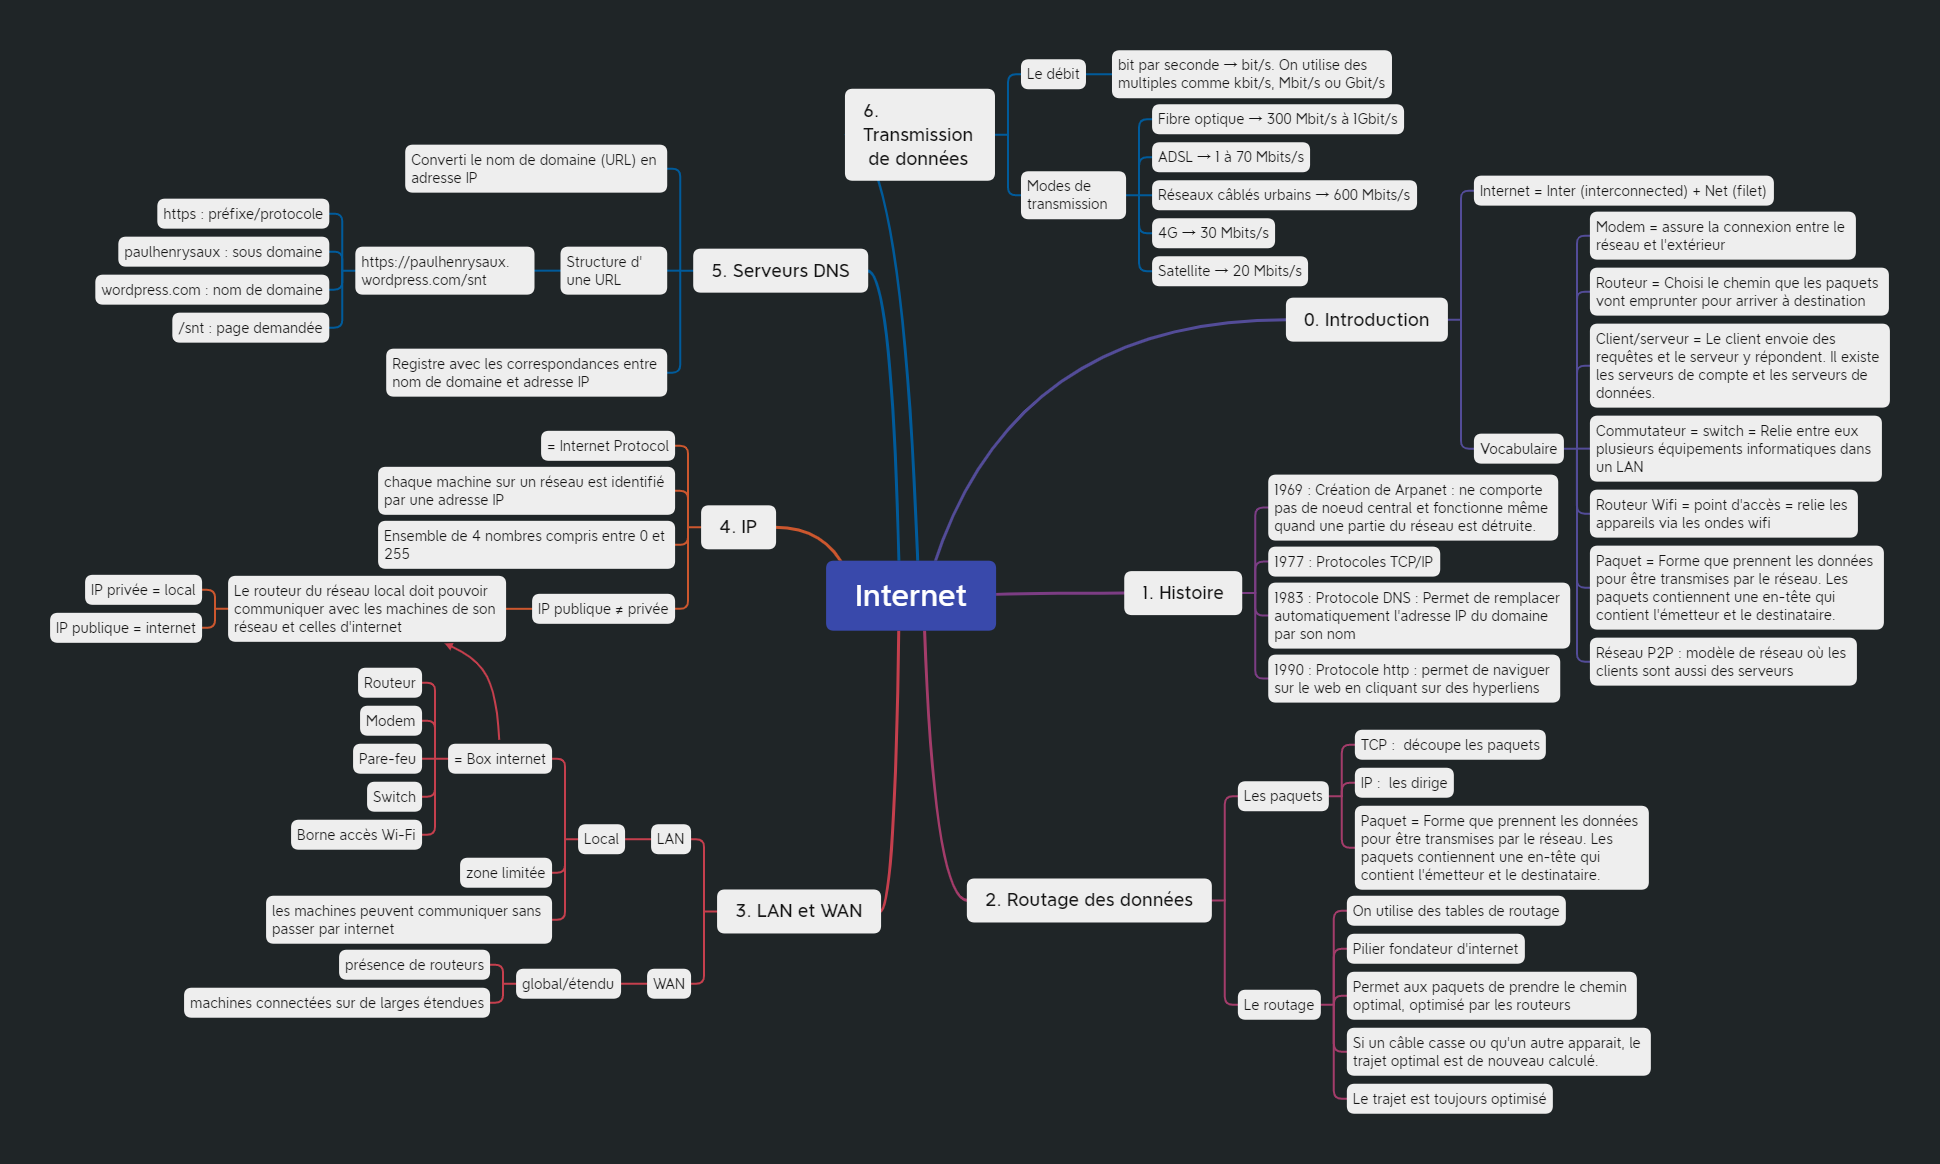 Internet
0. Introduction
Internet = Inter (interconnected) + Net (filet)
Vocabulaire
Modem = assure la connexion entre le
réseau et l'extérieur
Routeur = Choisi le chemin que les paquets
vont emprunter pour arriver à destination
Client/serveur = Le client envoie des
requêtes et le serveur y répondent. Il existe
les serveurs de compte et les serveurs de
données.
Commutateur = switch = Relie entre eux
plusieurs équipements informatiques dans
un LAN
Routeur Wifi = point d'accès = relie les
appareils via les ondes wifi
Paquet = Forme que prennent les données
pour être transmises par le réseau. Les
paquets contiennent une en-tête qui
contient l'émetteur et le destinataire.
Réseau P2P : modèle de réseau où les
clients sont aussi des serveurs
1. Histoire
1969 : Création de Arpanet : ne comporte
pas de noeud central et fonctionne même
quand une partie du réseau est détruite.
1977 : Protocoles TCP/IP
1983 : Protocole DNS : Permet de remplacer
automatiquement l'adresse IP du domaine
par son nom
1990 : Protocole http : permet de naviguer
sur le web en cliquant sur des hyperliens
2. Routage des données
Les paquets
TCP : découpe les paquets
IP : les dirige
Paquet = Forme que prennent les données
pour être transmises par le réseau. Les
paquets contiennent une en-tête qui
contient l'émetteur et le destinataire.
Le routage
On utilise des tables de routage
Pilier fondateur d'internet
Permet aux paquets de prendre le chemin
optimal, optimisé par les routeurs
Si un câble casse ou qu'un autre apparait, le
trajet optimal est de nouveau calculé.
Le trajet est toujours optimisé
3. LAN et WAN
LAN
Local
= Box internet
Routeur
Modem
Pare-feu
Switch
Borne accès Wi-Fi
zone limitée
les machines peuvent communiquer sans
passer par internet
WAN
global/étendu
présence de routeurs
machines connectées sur de larges étendues
4. IP
= Internet Protocol
chaque machine sur un réseau est identifié
par une adresse IP
Ensemble de 4 nombres compris entre 0 et
255
IP publique ≠ privée
Le routeur du réseau local doit pouvoir
communiquer avec les machines de son
réseau et celles d'internet
IP privée = local
IP publique = internet
5. Serveurs DNS
Converti le nom de domaine (URL) en
adresse IP
Structure d'
une URL
https://paulhenrysaux.
wordpress.com/snt
https : préfixe/protocole
paulhenrysaux : sous domaine
wordpress.com : nom de domaine
/snt : page demandée
Registre avec les correspondances entre
nom de domaine et adresse IP
6.
Transmission
de données
Le débit
bit par seconde → bit/s. On utilise des
multiples comme kbit/s, Mbit/s ou Gbit/s
Modes de
transmission
Fibre optique → 300 Mbit/s à 1Gbit/s
ADSL → 1 à 70 Mbits/s
Réseaux câblés urbains → 600 Mbits/s
4G → 30 Mbits/s
Satellite → 20 Mbits/s